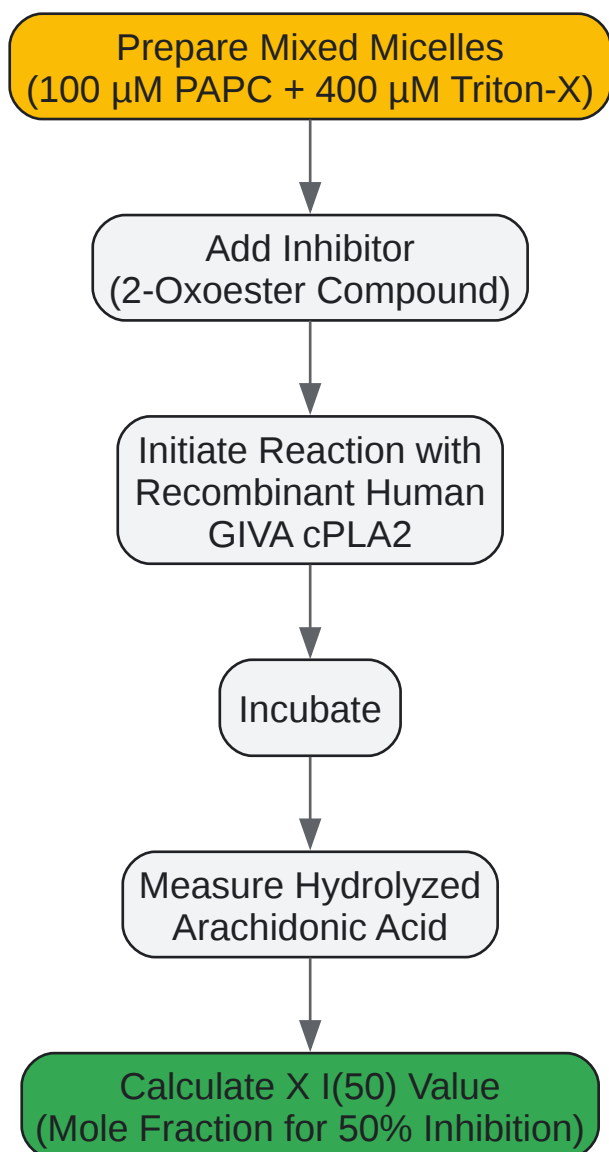 Prepare Mixed Micelles
(100 µM PAPC + 400 µM Triton-X)
Add Inhibitor
(2-Oxoester Compound)
Initiate Reaction with
Recombinant Human
GIVA cPLA2
Incubate
Measure Hydrolyzed
Arachidonic Acid
Calculate X I(50) Value
(Mole Fraction for 50% Inhibition)